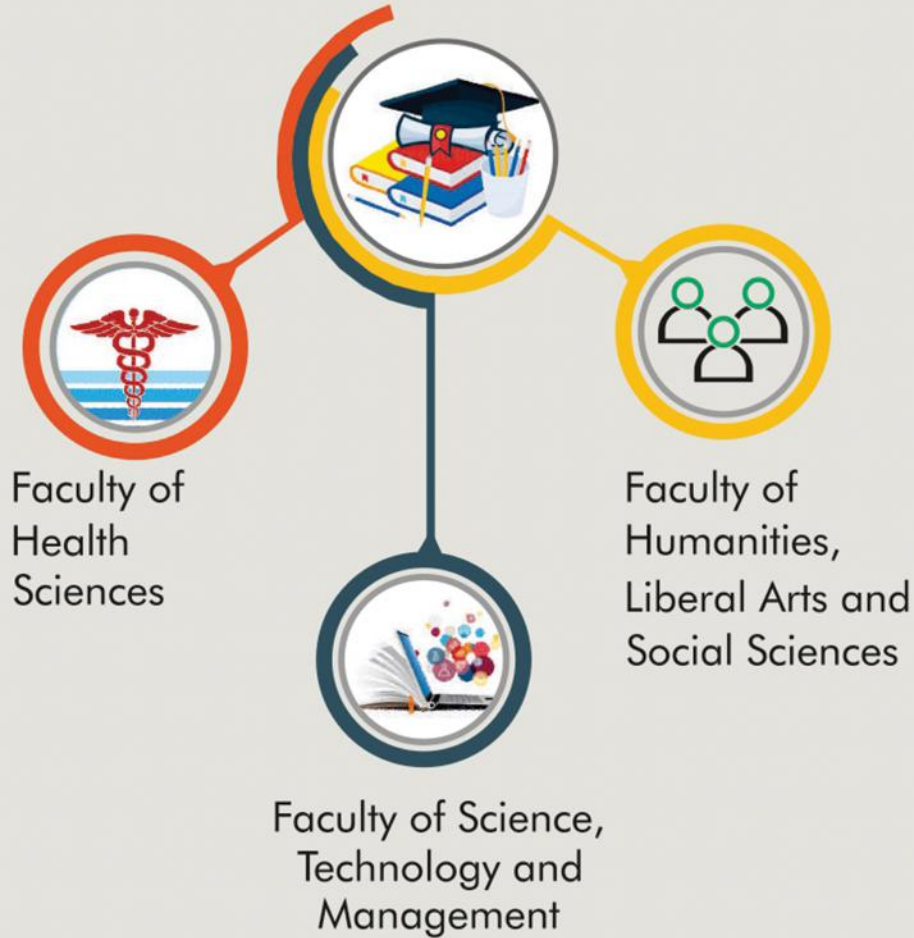 Faculty of
Health
Sciences
Faculty of
Humanities,
Liberal Arts and
Social Sciences
Faculty of Science,
Technology and
Management